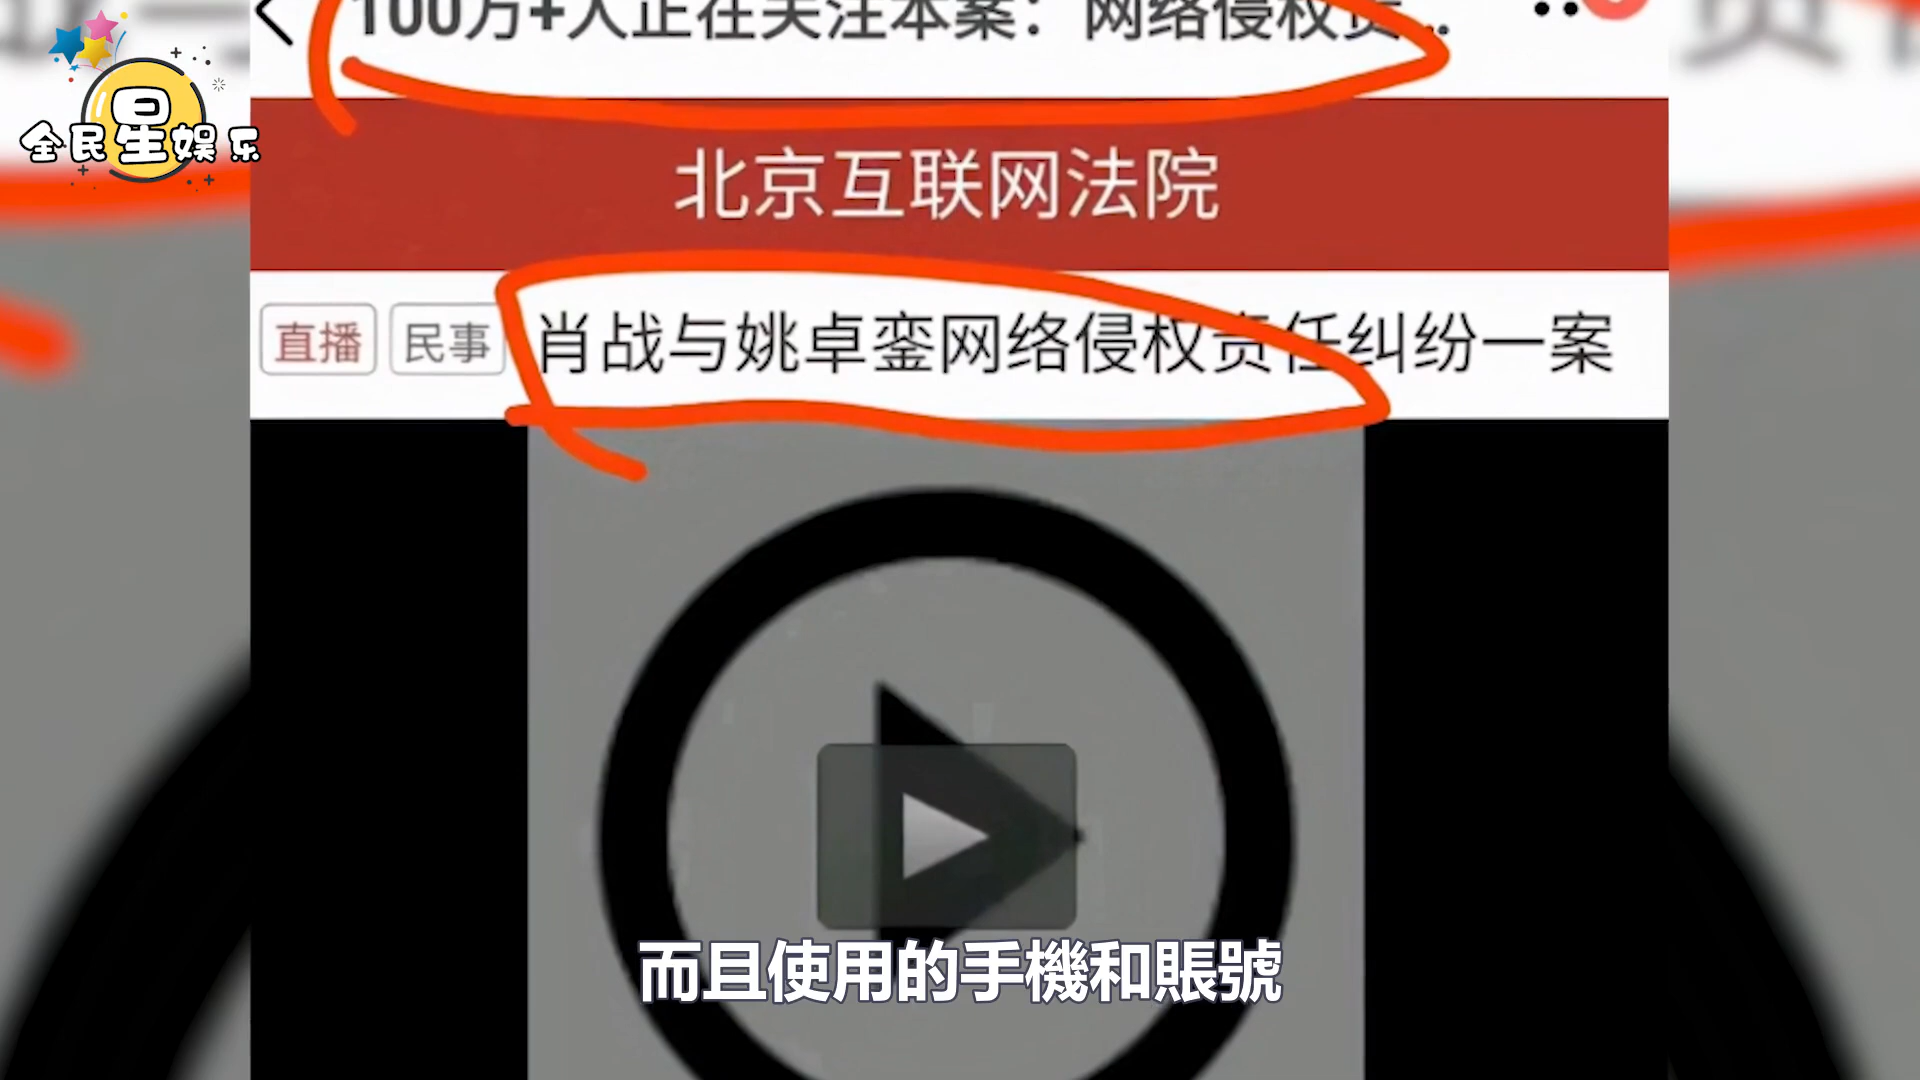 100万+人正在关注本案：网络侵权责...
全民星娱乐
北京互联网法院
直播 民事 肖战与姚卓銮网络侵权责任纠纷一案
而且使用的手機和賬號